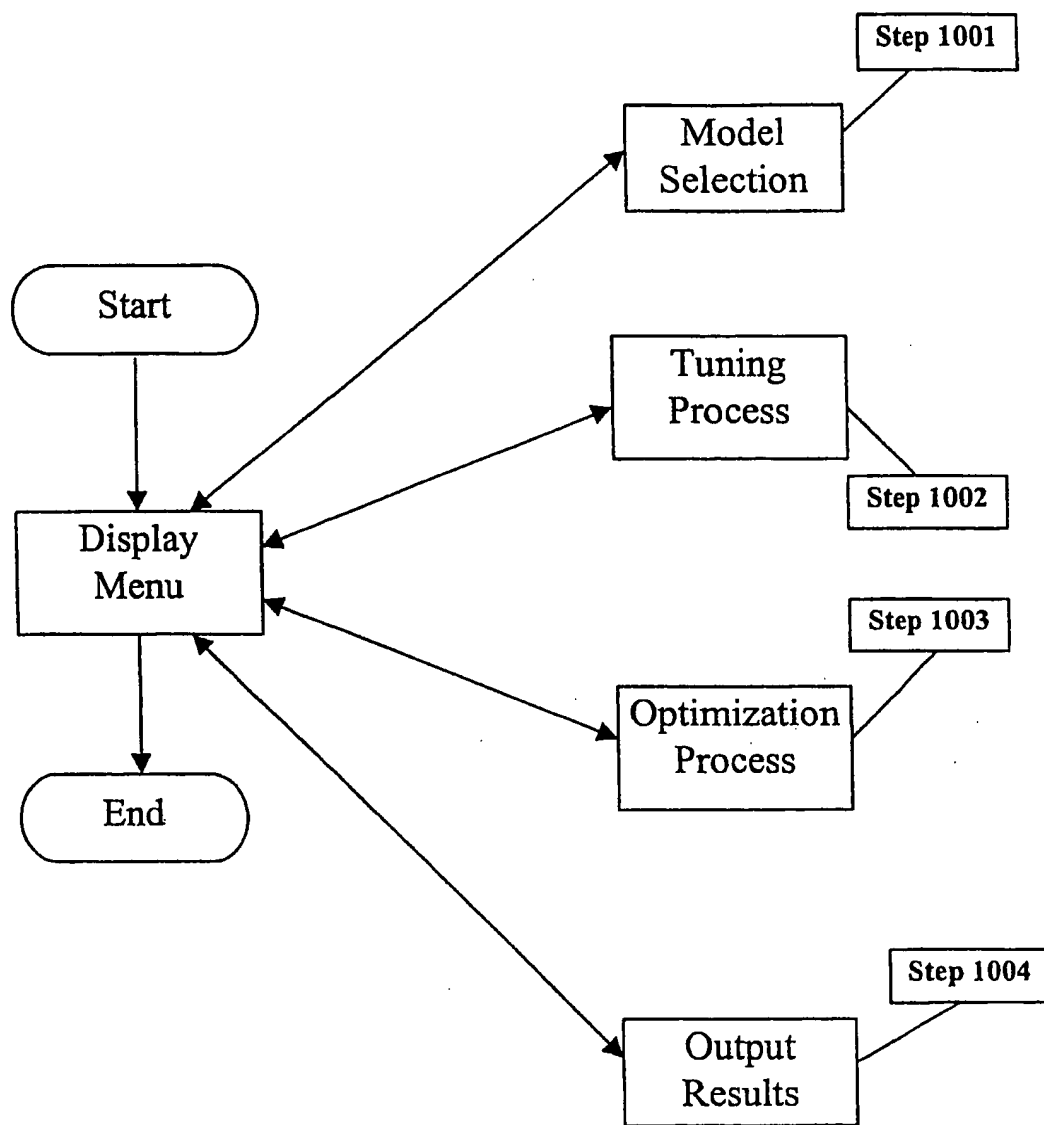 Step 1001
Model
Selection
Start
Tuning
Process
Step 1002
Display
Menu
Step 1003
Optimization
Process
End
Step 1004
Output
Results